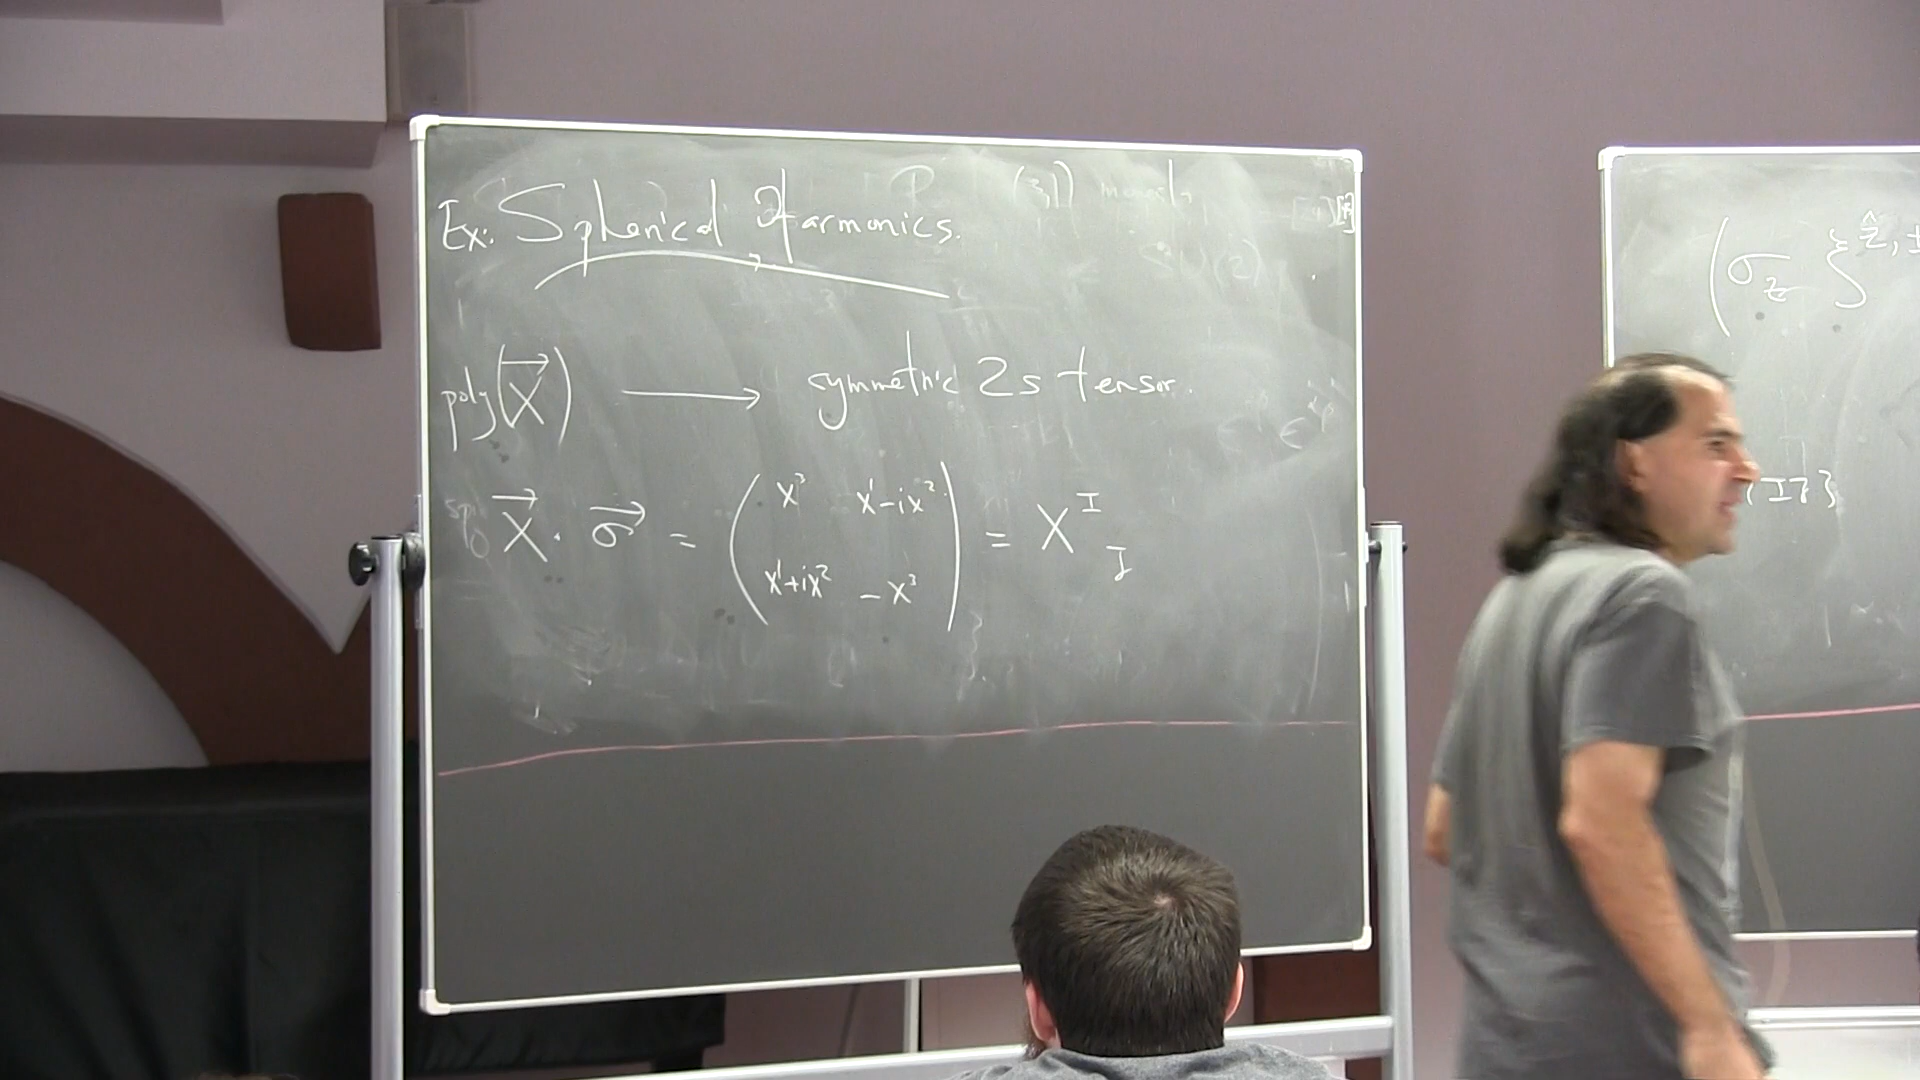 Ex: Spherical Harmonics.
poly(X⃗) ⟶ symmetric 2s tensor.
X⃗ · σ⃗ = ( x³ x¹-ix² ; x¹+ix² -x³ ) = X^I_J
(σ_z ξ^{ẑ,±